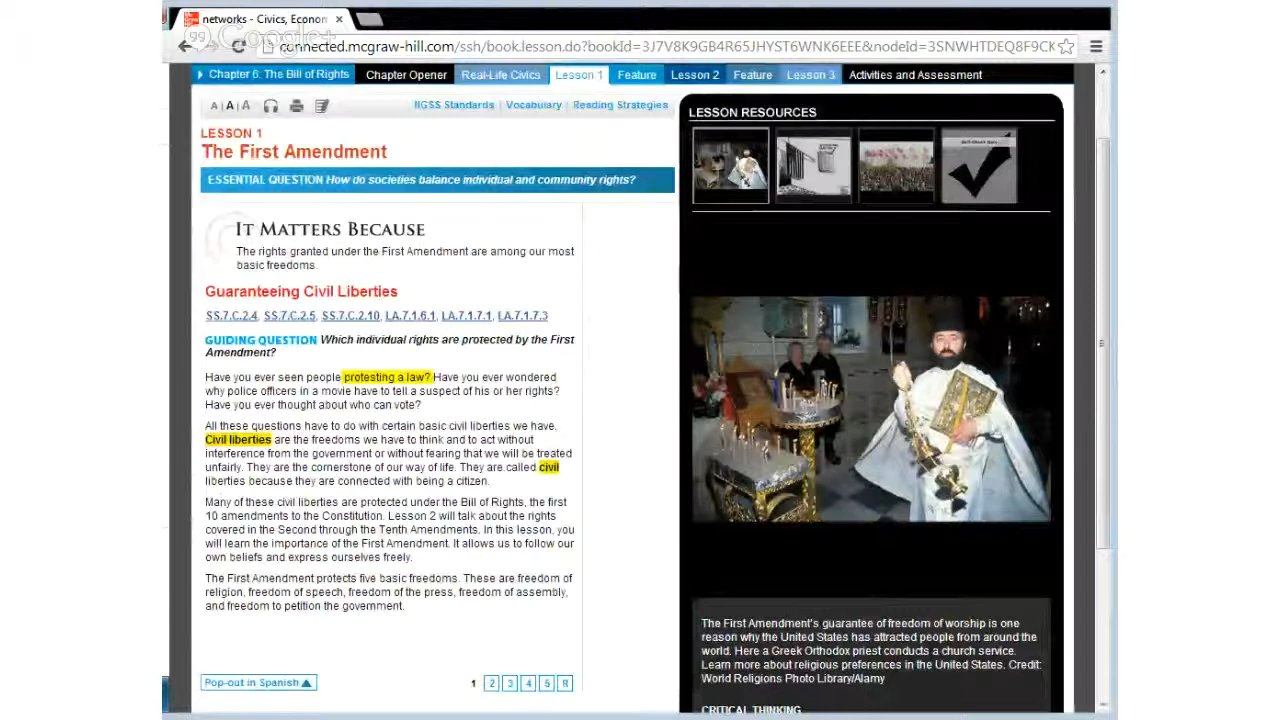 networks - Civics, Econon
Google+
connected.mcgraw-hill.com/ssh/book.lesson.do?bookId=3J7V8K9GB4R65JHYST6WNK6EEE&nodeId=3SNWHTDEQ8F9CK
Chapter 6: The Bill of Rights
Chapter Opener
Real-Life Civics
Lesson 1
Feature
Lesson 2
Feature
Lesson 3
Activities and Assessment
A | A | A
NGSS Standards | Vocabulary | Reading Strategies
LESSON 1
The First Amendment
ESSENTIAL QUESTION How do societies balance individual and community rights?
IT MATTERS BECAUSE
The rights granted under the First Amendment are among our most
basic freedoms.
Guaranteeing Civil Liberties
SS.7.C.2.4, SS.7.C.2.5, SS.7.C.2.10, LA.7.1.6.1, LA.7.1.7.1, LA.7.1.7.3
GUIDING QUESTION Which individual rights are protected by the First
Amendment?
Have you ever seen people protesting a law? Have you ever wondered
why police officers in a movie have to tell a suspect of his or her rights?
Have you ever thought about who can vote?
All these questions have to do with certain basic civil liberties we have.
Civil liberties are the freedoms we have to think and to act without
interference from the government or without fearing that we will be treated
unfairly. They are the cornerstone of our way of life. They are called civil
liberties because they are connected with being a citizen.
Many of these civil liberties are protected under the Bill of Rights, the first
10 amendments to the Constitution. Lesson 2 will talk about the rights
covered in the Second through the Tenth Amendments. In this lesson, you
will learn the importance of the First Amendment. It allows us to follow our
own beliefs and express ourselves freely.
The First Amendment protects five basic freedoms. These are freedom of
religion, freedom of speech, freedom of the press, freedom of assembly,
and freedom to petition the government.
Pop-out in Spanish
1 2 3 4 5 R
LESSON RESOURCES
The First Amendment's guarantee of freedom of worship is one
reason why the United States has attracted people from around the
world. Here a Greek Orthodox priest conducts a church service.
Learn more about religious preferences in the United States. Credit:
World Religions Photo Library/Alamy
CRITICAL THINKING